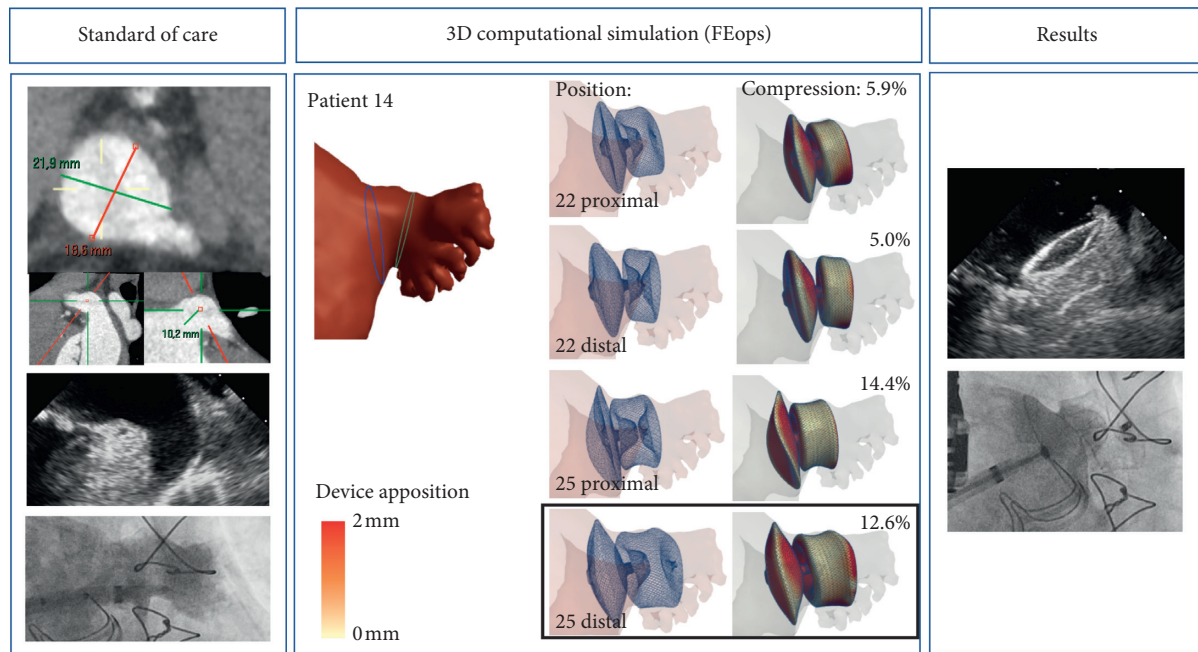 Standard of care
3D computational simulation (FEops)
Results
21,9 mm
18,6 mm
10,2 mm
Patient 14
Device apposition
2 mm
0 mm
Position:
Compression: 5.9%
22 proximal
5.0%
22 distal
14.4%
25 proximal
12.6%
25 distal